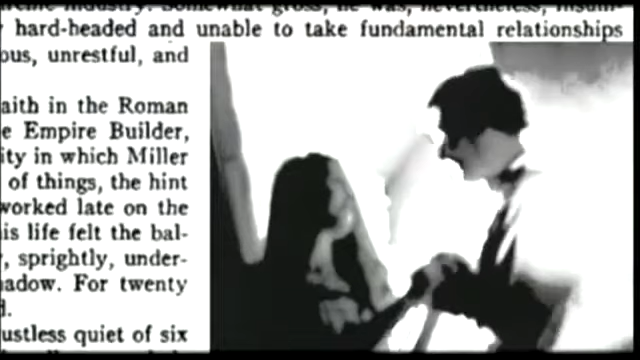 hard-headed and unable to take fundamental relationships
ous, unrestful, and
aith in the Roman
e Empire Builder,
ity in which Miller
of things, the hint
worked late on the
is life felt the bal-
, sprightly, under-
adow. For twenty
d.
ustless quiet of six